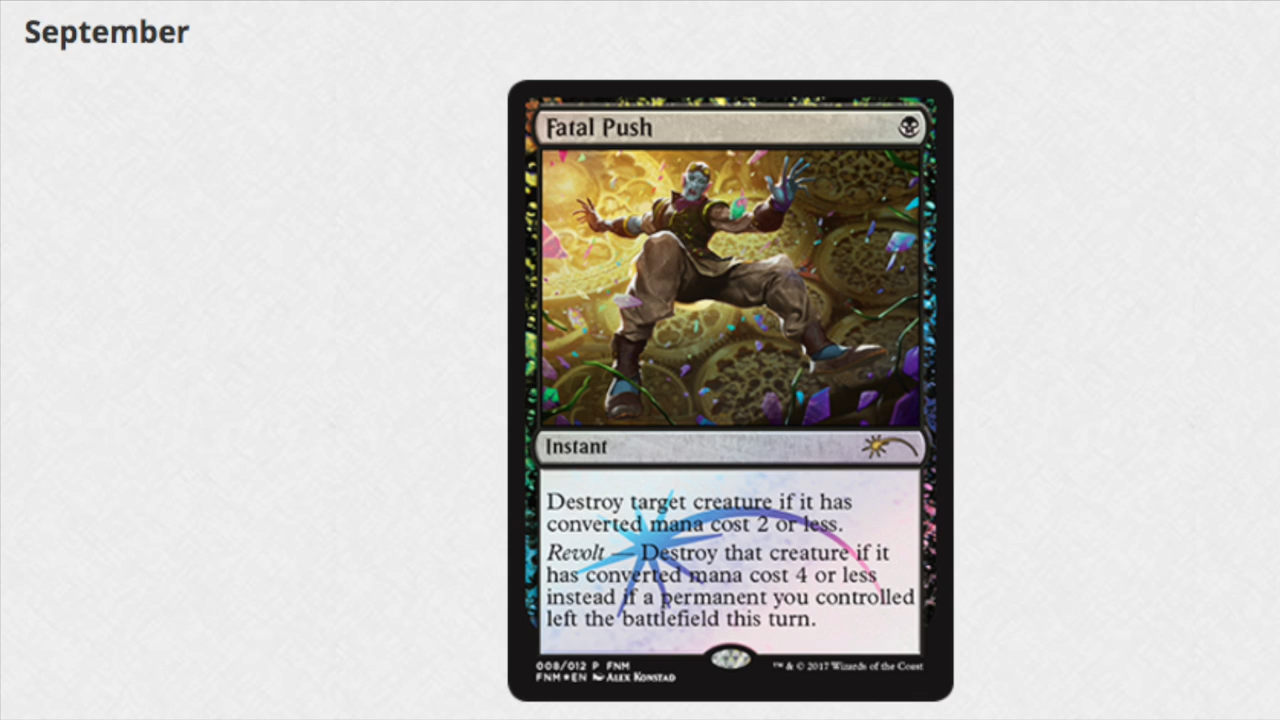 September
Fatal Push
Instant
Destroy target creature if it has
converted mana cost 2 or less.
Revolt — Destroy that creature if it
has converted mana cost 4 or less
instead if a permanent you controlled
left the battlefield this turn.
008/012 P FNM
™ & © 2017 Wizards of the Coast
FNM★EN Alex Konstad